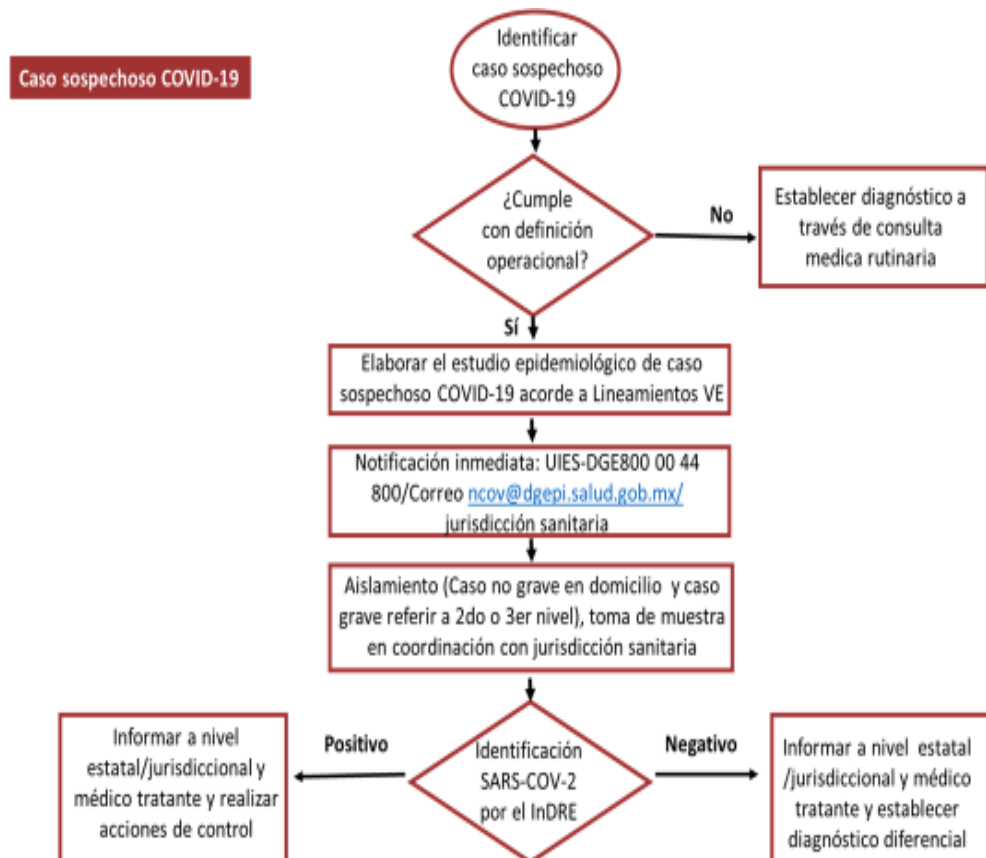 Caso sospechoso COVID-19
Identificar
caso sospechoso
COVID-19
¿Cumple
con definición
operacional?
No
Establecer diagnóstico a
través de consulta
medica rutinaria
Sí
Elaborar el estudio epidemiológico de caso
sospechoso COVID-19 acorde a Lineamientos VE
Notificación inmediata: UIES-DGE800 00 44
800/Correo ncov@dgepi.salud.gob.mx/
jurisdicción sanitaria
Aislamiento (Caso no grave en domicilio y caso
grave referir a 2do o 3er nivel), toma de muestra
en coordinación con jurisdicción sanitaria
Informar a nivel
estatal/jurisdiccional y
médico tratante y realizar
acciones de control
Positivo
Identificación
SARS-COV-2
por el InDRE
Negativo
Informar a nivel estatal
/jurisdiccional y médico
tratante y establecer
diagnóstico diferencial